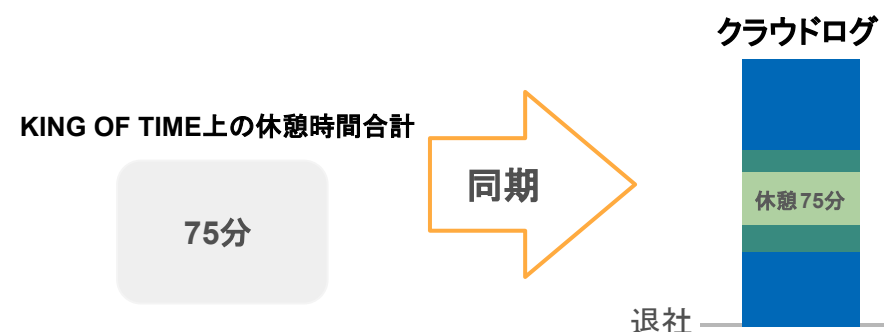 クラウドログ
KING OF TIME上の休憩時間合計
同期
75分
休憩75分
退社